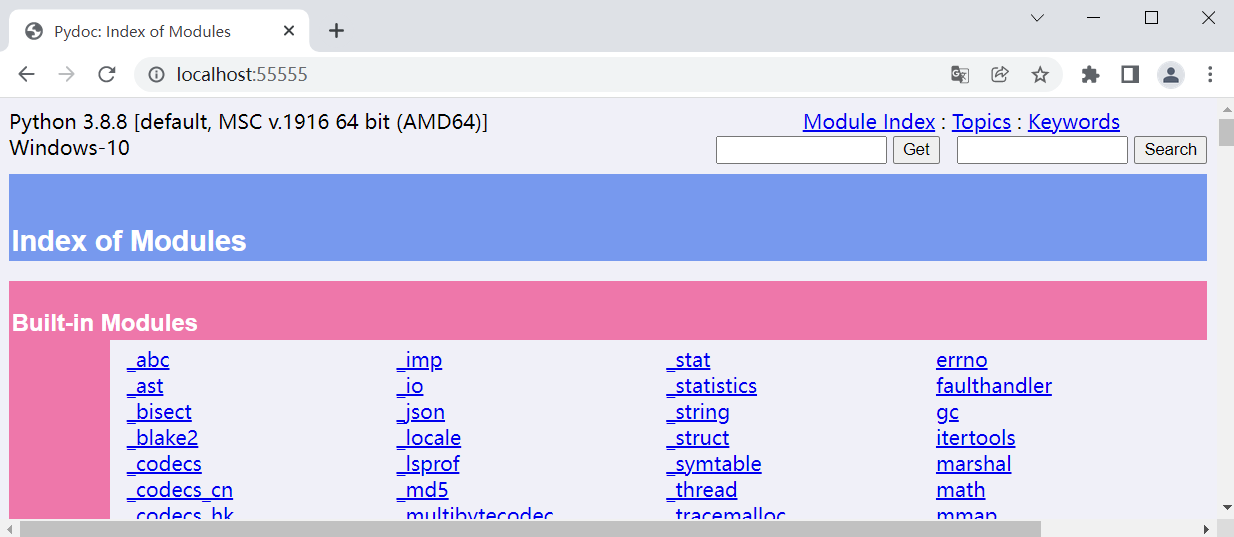 Pydoc: Index of Modules
localhost:55555
Python 3.8.8 [default, MSC v.1916 64 bit (AMD64)]
Windows-10
Module Index : Topics : Keywords
Get Search
Index of Modules
Built-in Modules
_abc _imp _stat errno
_ast _io _statistics faulthandler
_bisect _json _string gc
_blake2 _locale _struct itertools
_codecs _lsprof _symtable marshal
_codecs_cn _md5 _thread math
_codecs_hk _multibytecodec _tracemalloc mmap